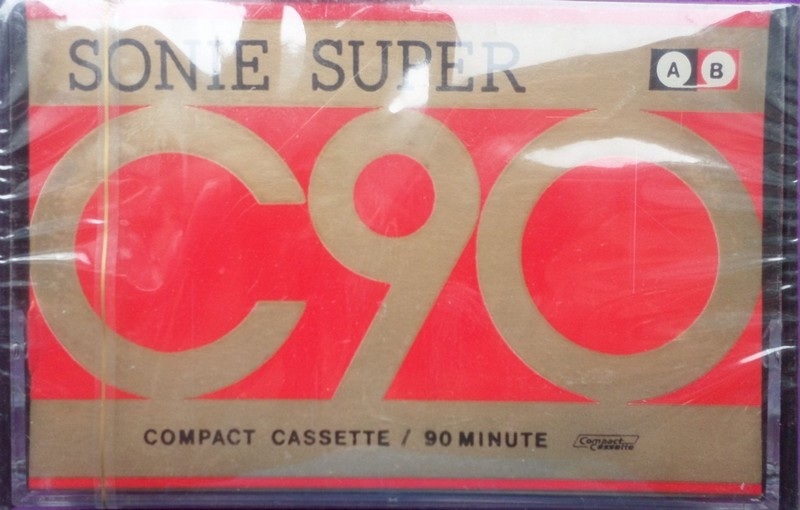 SONIE SUPER A B
C90
COMPACT CASSETTE / 90 MINUTE Compact Cassette